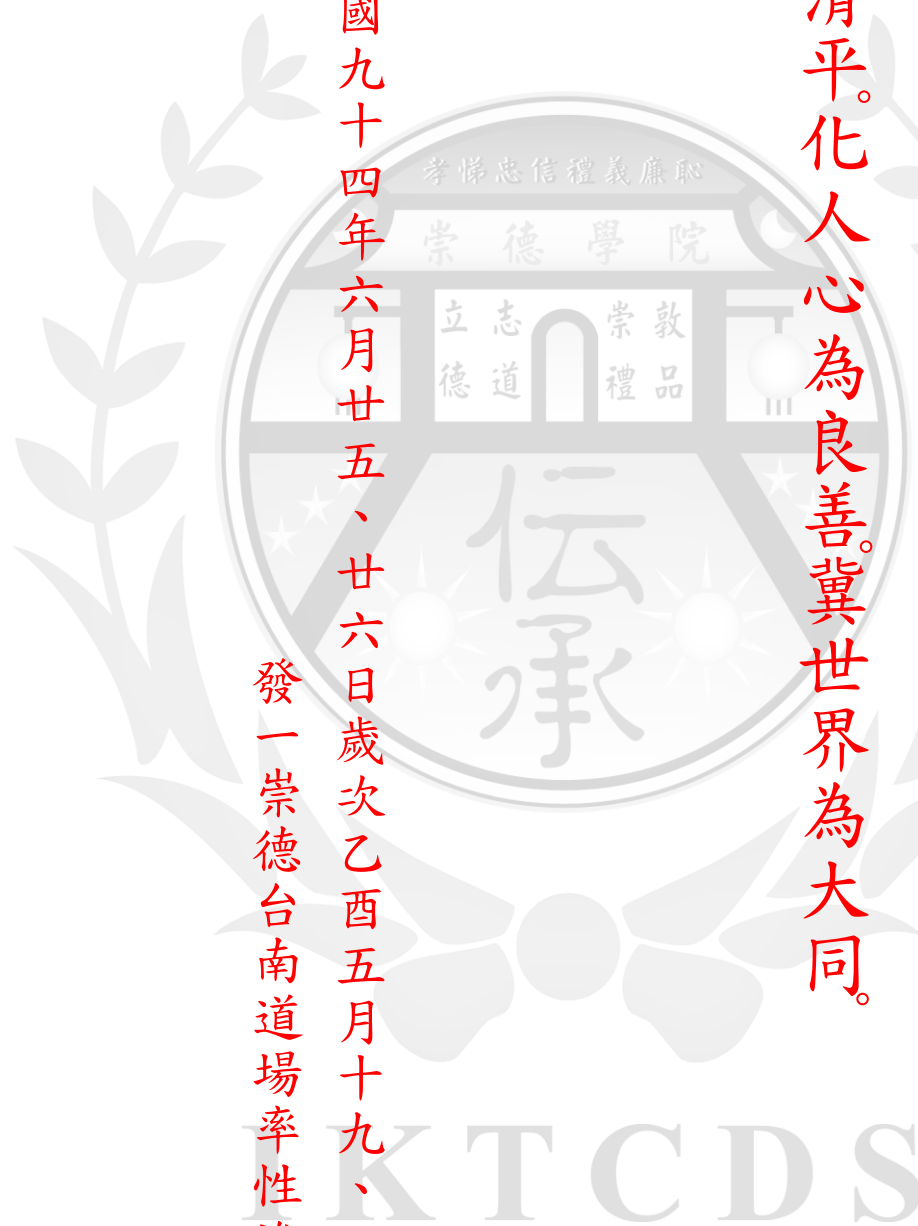 清平。化人心為良善。冀世界為大同。
國九十四年六月廿五、廿六日歲次乙酉五月十九、
發一崇德台南道場率性
孝悌忠信禮義廉恥
崇德學院
敦品崇禮
立志立德道
伝承
IKTCDS